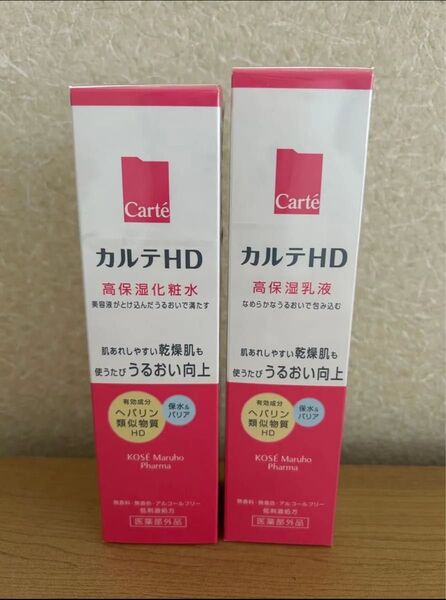 Carté
カルテHD
高保湿化粧水
美容液がとけ込んだうるおいで満たす
肌あれしやすい乾燥肌も
使うたび うるおい向上
有効成分
ヘパリン
類似物質
HD
保水&
バリア
KOSÉ Maruho
Pharma
無香料・無着色・アルコールフリー
低刺激処方
医薬部外品
Carté
カルテHD
高保湿乳液
なめらかなうるおいで包み込む
肌あれしやすい乾燥肌も
使うたび うるおい向上
有効成分
ヘパリン
類似物質
HD
保水&
バリア
KOSÉ Maruho
Pharma
無香料・無着色・アルコールフリー
低刺激処方
医薬部外品